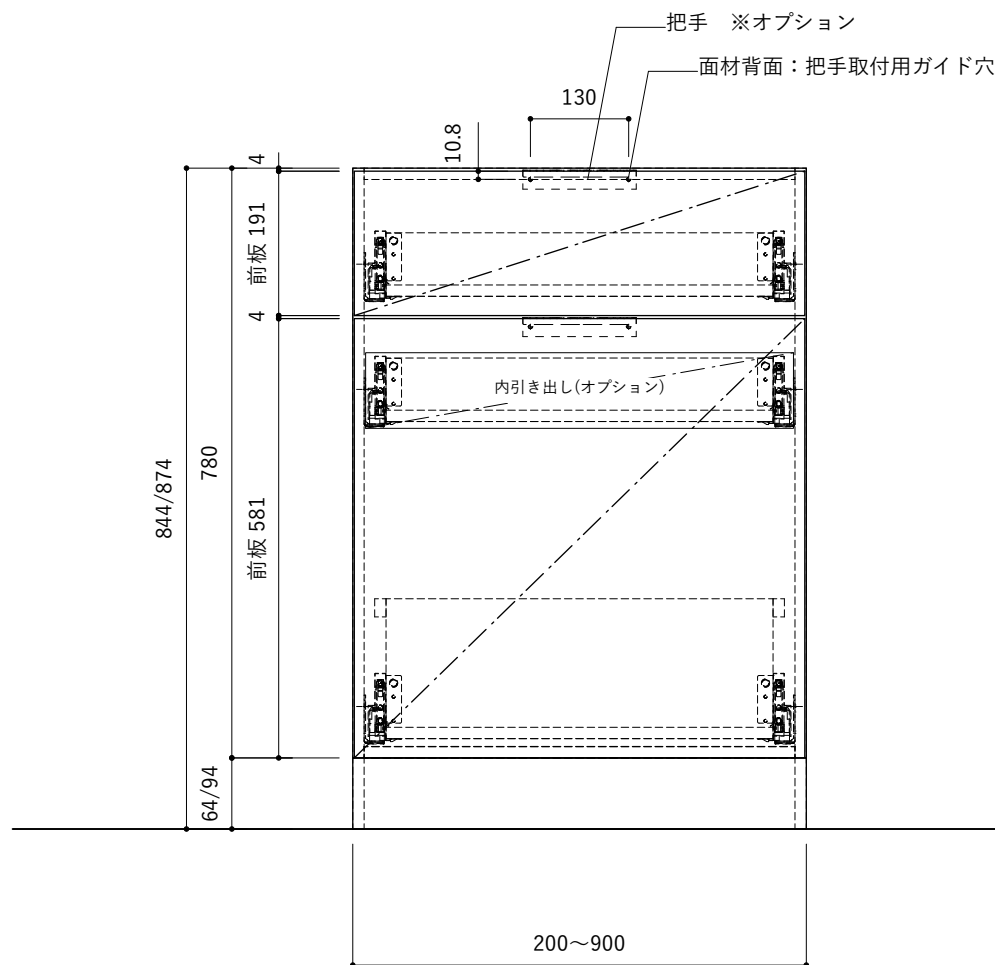 把手　※オプション
面材背面：把手取付用ガイド穴
130
10.8
4
前板 191
4
内引き出し(オプション)
780
844/874
前板 581
64/94
200～900